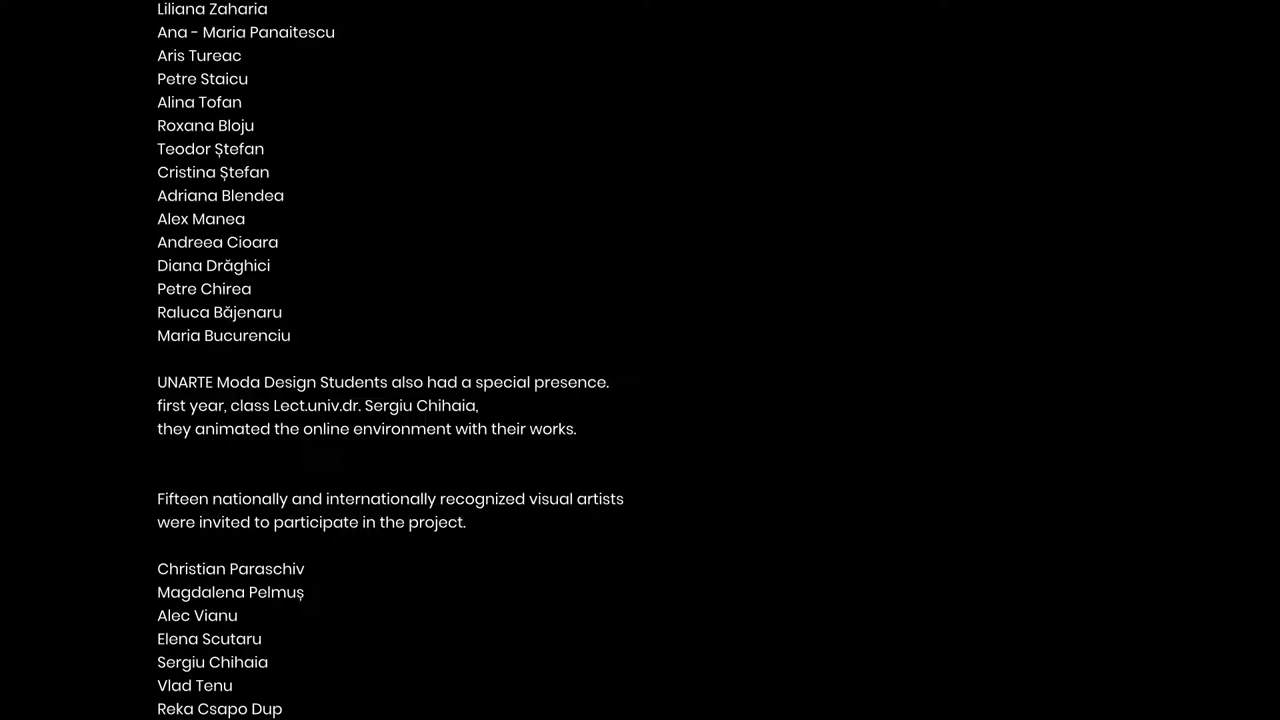 Liliana Zaharia
Ana - Maria Panaitescu
Aris Tureac
Petre Staicu
Alina Tofan
Roxana Bloju
Teodor Ștefan
Cristina Ștefan
Adriana Blendea
Alex Manea
Andreea Cioara
Diana Drăghici
Petre Chirea
Raluca Băjenaru
Maria Bucurenciu
UNARTE Moda Design Students also had a special presence.
first year, class Lect.univ.dr. Sergiu Chihaia,
they animated the online environment with their works.
Fifteen nationally and internationally recognized visual artists
were invited to participate in the project.
Christian Paraschiv
Magdalena Pelmuș
Alec Vianu
Elena Scutaru
Sergiu Chihaia
Vlad Tenu
Reka Csapo Dup